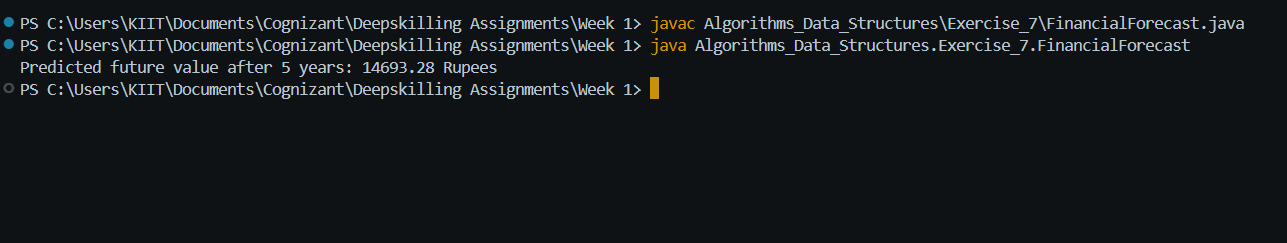 PS C:\Users\KIIT\Documents\Cognizant\Deepskilling Assignments\Week 1> javac Algorithms_Data_Structures\Exercise_7\FinancialForecast.java
PS C:\Users\KIIT\Documents\Cognizant\Deepskilling Assignments\Week 1> java Algorithms_Data_Structures.Exercise_7.FinancialForecast
Predicted future value after 5 years: 14693.28 Rupees
PS C:\Users\KIIT\Documents\Cognizant\Deepskilling Assignments\Week 1>